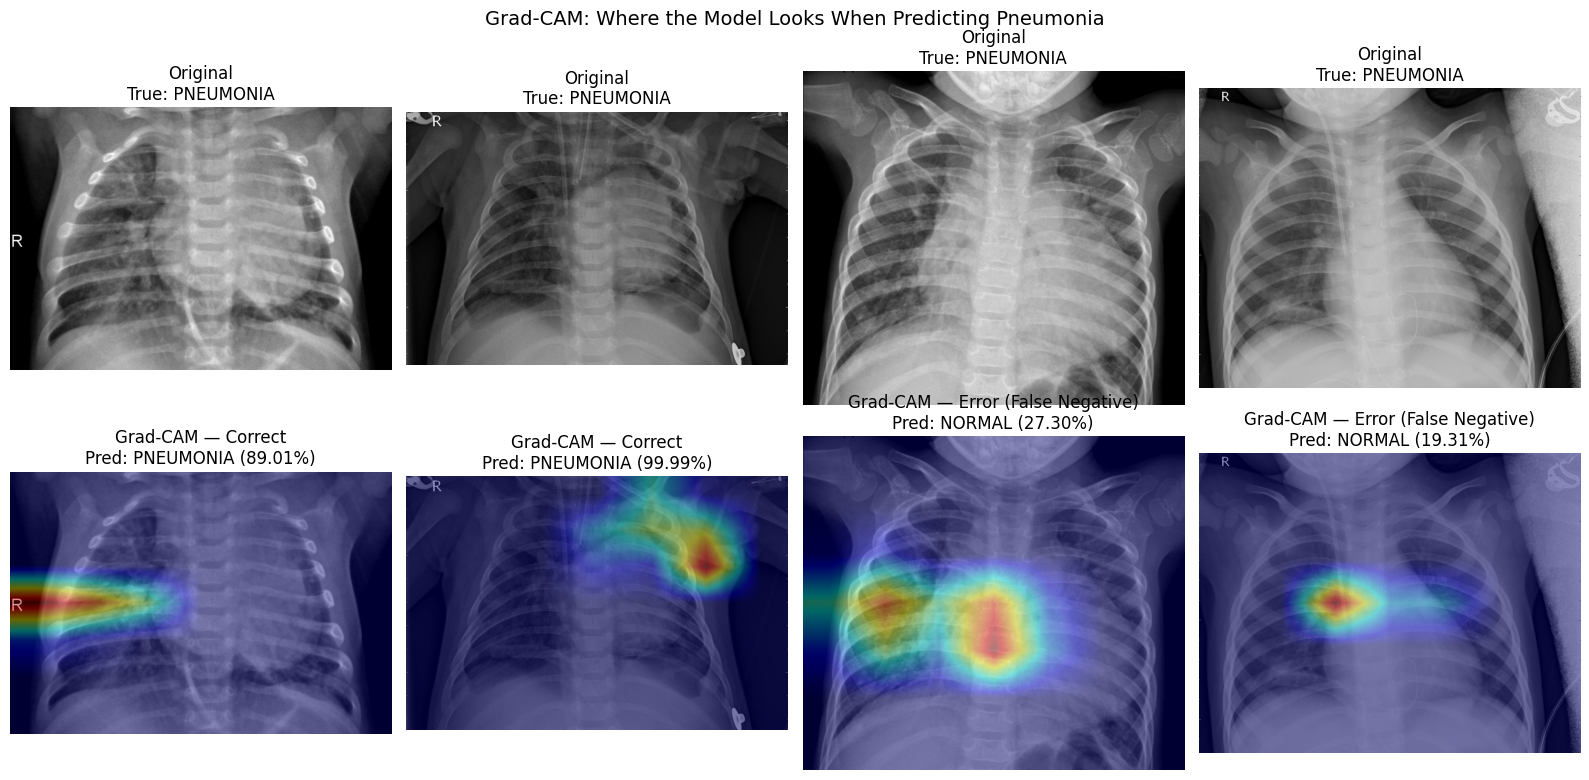 Grad-CAM: Where the Model Looks When Predicting Pneumonia
Original
True: PNEUMONIA
Original
True: PNEUMONIA
Original
True: PNEUMONIA
Original
True: PNEUMONIA
R
R
R
Grad-CAM — Correct
Pred: PNEUMONIA (89.01%)
Grad-CAM — Correct
Pred: PNEUMONIA (99.99%)
Grad-CAM — Error (False Negative)
Pred: NORMAL (27.30%)
Grad-CAM — Error (False Negative)
Pred: NORMAL (19.31%)
R
R
R